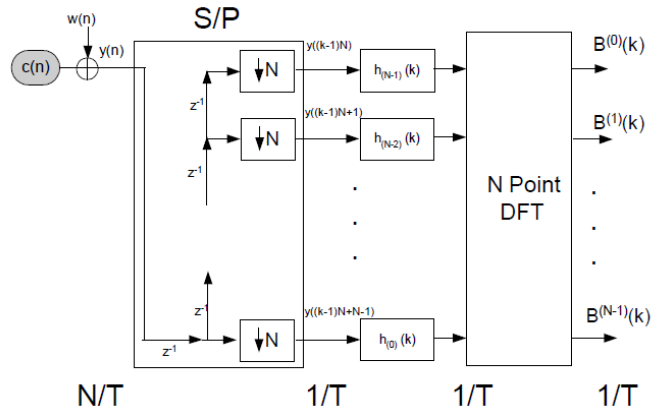 S/P
w(n)
y(n)
c(n)
z⁻¹
z⁻¹
z⁻¹
z⁻¹
↓N
↓N
↓N
y((k-1)N)
y((k-1)N+1)
y((k-1)N+N-1)
h(N-1)(k)
h(N-2)(k)
h(0)(k)
N Point
DFT
B⁽⁰⁾(k)
B⁽¹⁾(k)
B⁽ᴺ⁻¹⁾(k)
N/T
1/T
1/T
1/T